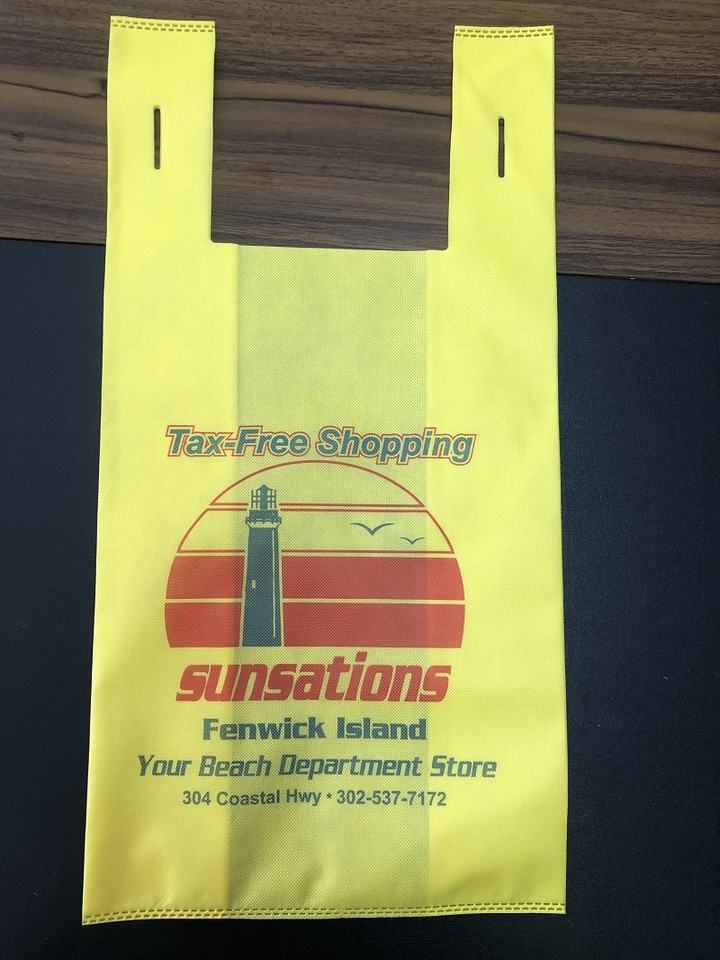 Tax-Free Shopping
sunsations
Fenwick Island
Your Beach Department Store
304 Coastal Hwy * 302-537-7172